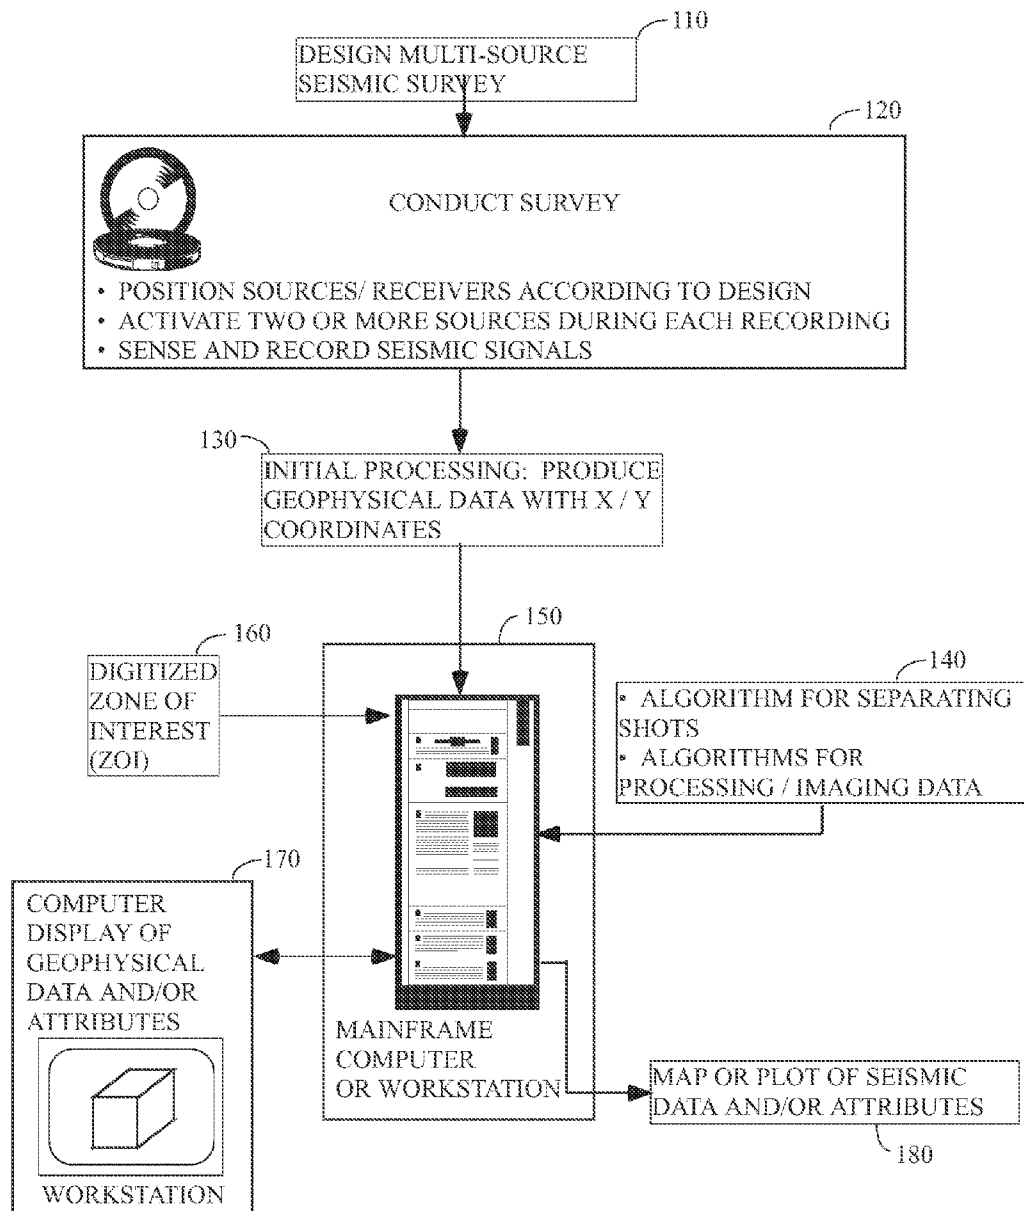 110
DESIGN MULTI-SOURCE
SEISMIC SURVEY
120
CONDUCT SURVEY
• POSITION SOURCES/ RECEIVERS ACCORDING TO DESIGN
• ACTIVATE TWO OR MORE SOURCES DURING EACH RECORDING
• SENSE AND RECORD SEISMIC SIGNALS
130
INITIAL PROCESSING: PRODUCE
GEOPHYSICAL DATA WITH X / Y
COORDINATES
150
160
DIGITIZED
ZONE OF
INTEREST
(ZOI)
140
• ALGORITHM FOR SEPARATING
SHOTS
• ALGORITHMS FOR
PROCESSING / IMAGING DATA
170
COMPUTER
DISPLAY OF
GEOPHYSICAL
DATA AND/OR
ATTRIBUTES
WORKSTATION
MAINFRAME
COMPUTER
OR WORKSTATION
MAP OR PLOT OF SEISMIC
DATA AND/OR ATTRIBUTES
180